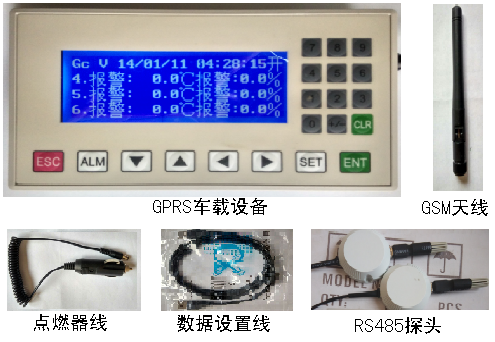 Gc V 14/01/11 04:28:15开
4.报警: 0.0℃报警:0.0%
5.报警: 0.0℃报警:0.0%
6.报警: 0.0℃报警:0.0%
7 8 9
4 5 6
1 2 3
0 +/- CLR
ESC ALM ▼ ▲ ◀ ▶ SET ENT
GPRS车载设备
GSM天线
MODEL N
QTY:
PCS
点燃器线
数据设置线
RS485探头